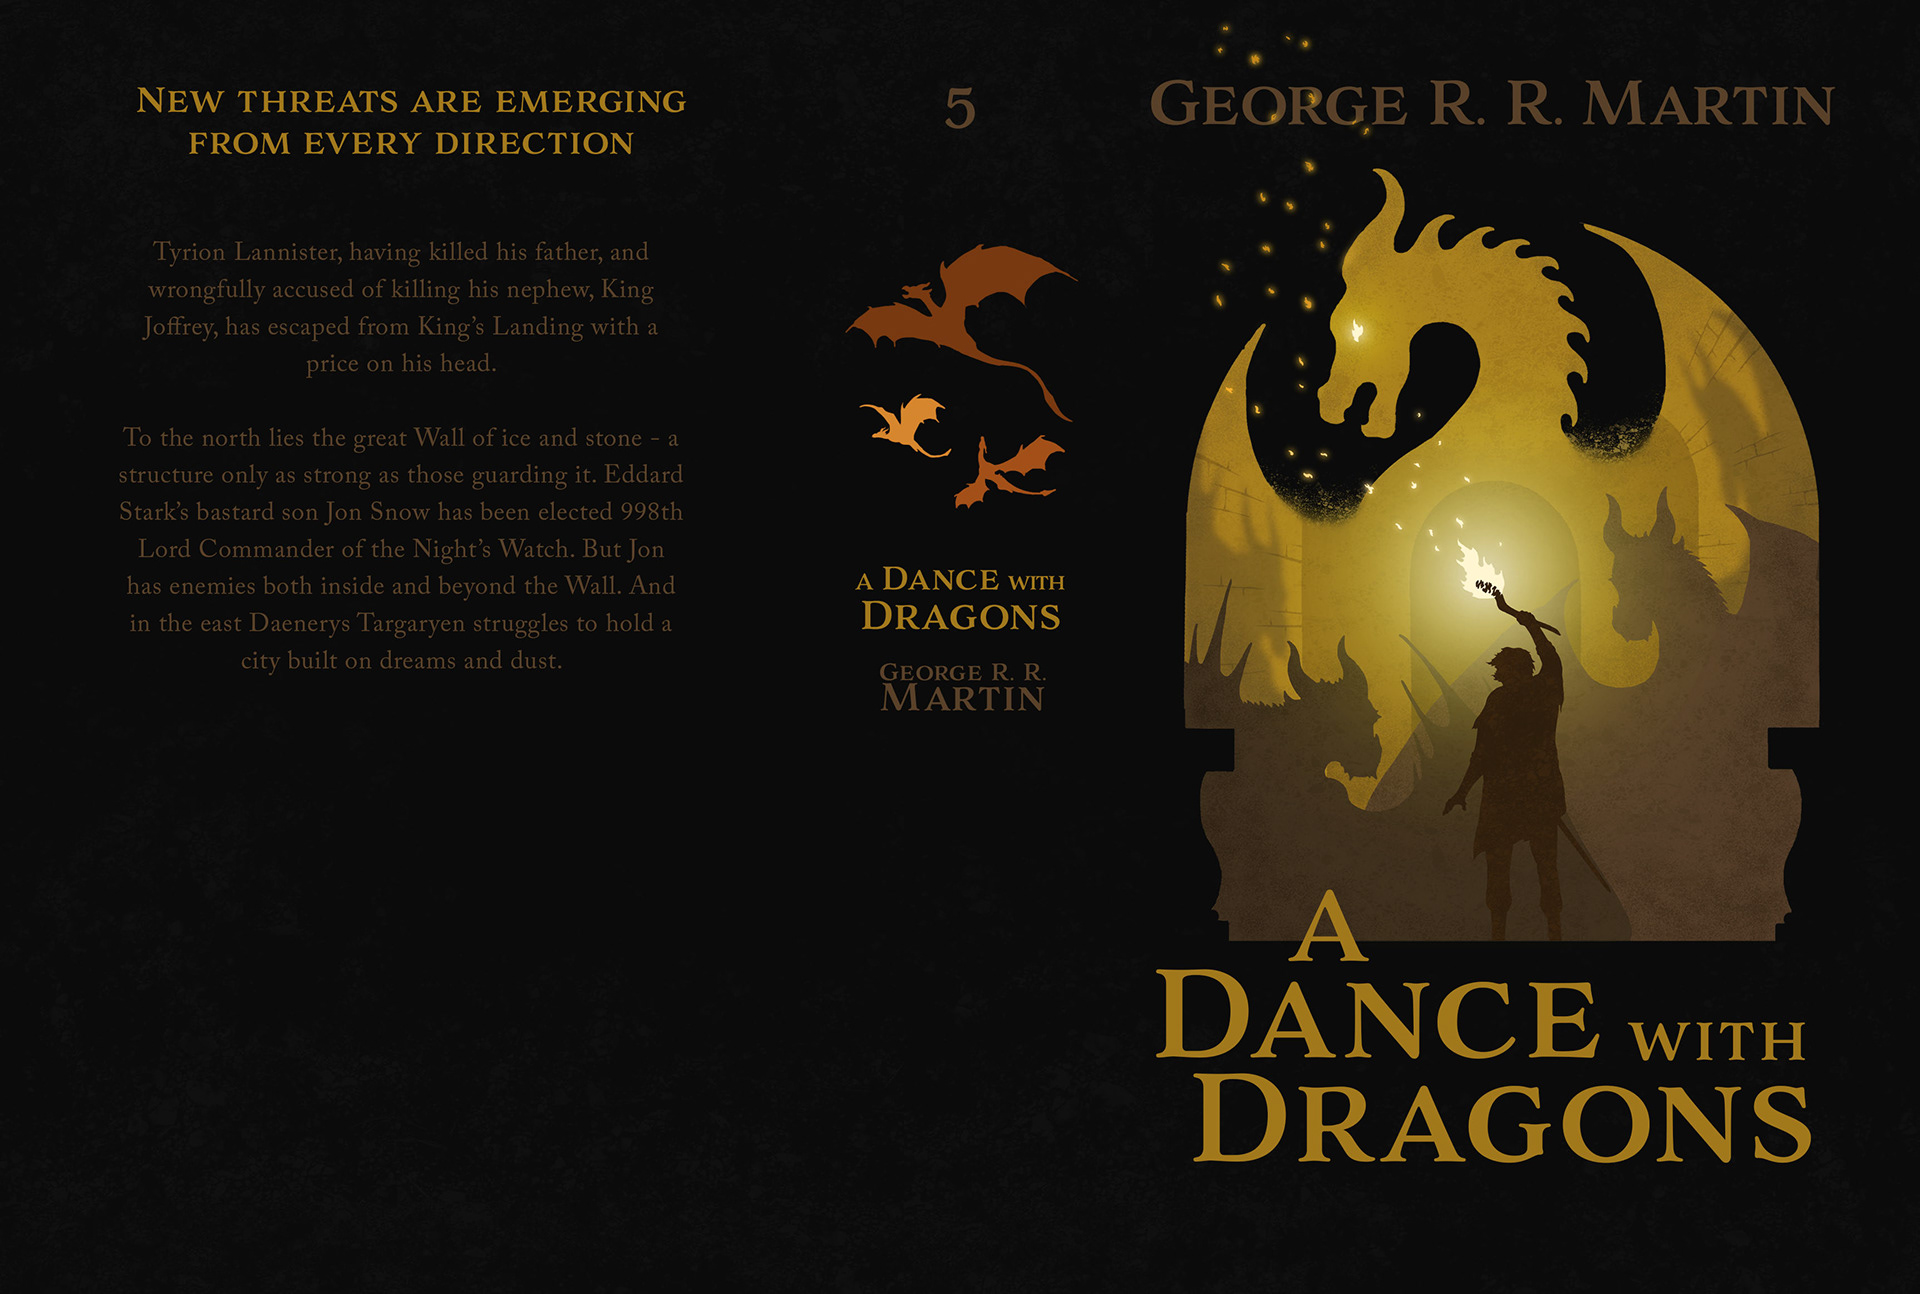 New threats are emerging
from every direction
Tyrion Lannister, having killed his father, and
wrongfully accused of killing his nephew, King
Joffrey, has escaped from King’s Landing with a
price on his head.
To the north lies the great Wall of ice and stone - a
structure only as strong as those guarding it. Eddard
Stark’s bastard son Jon Snow has been elected 998th
Lord Commander of the Night’s Watch. But Jon
has enemies both inside and beyond the Wall. And
in the east Daenerys Targaryen struggles to hold a
city built on dreams and dust.
5
a Dance with
Dragons
George R. R.
Martin
George R. R. Martin
A
Dance with
Dragons